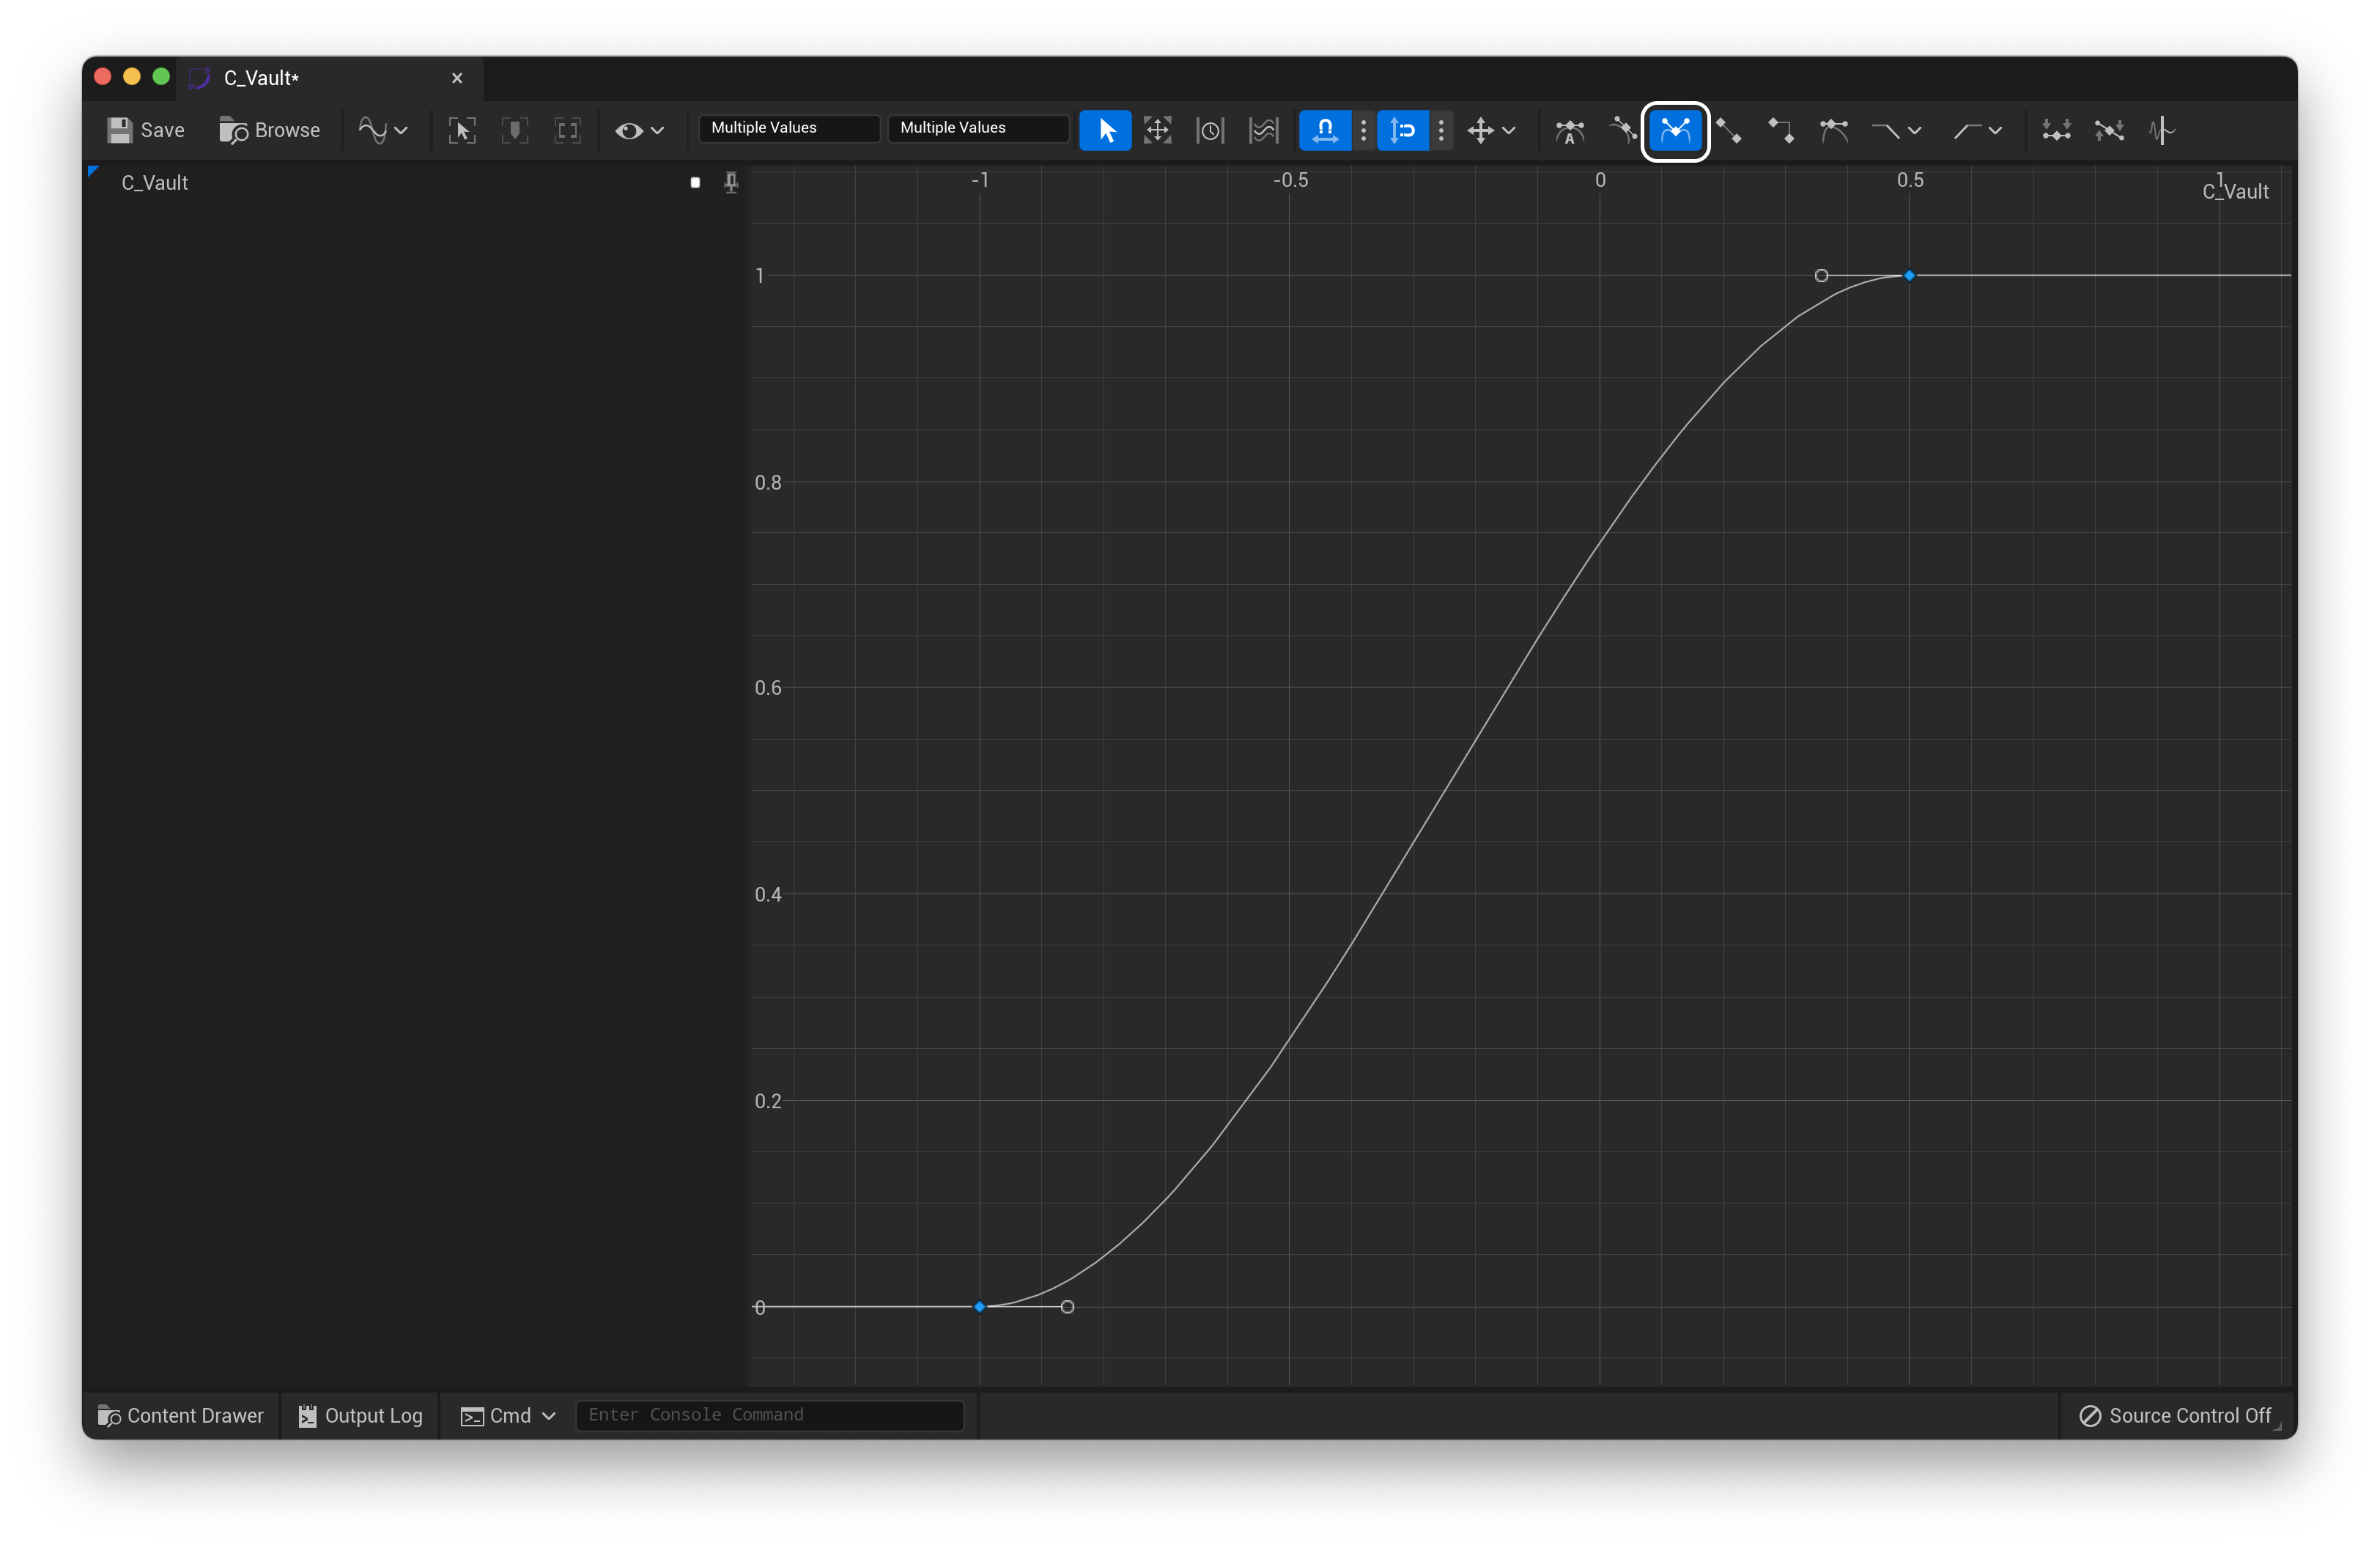 C_Vault*
Save
Browse
Multiple Values
Multiple Values
A
C_Vault
-1
-0.5
0
0.5
1
C_Vault
1
0.8
0.6
0.4
0.2
0
Content Drawer
Output Log
Cmd
Enter Console Command
Source Control Off